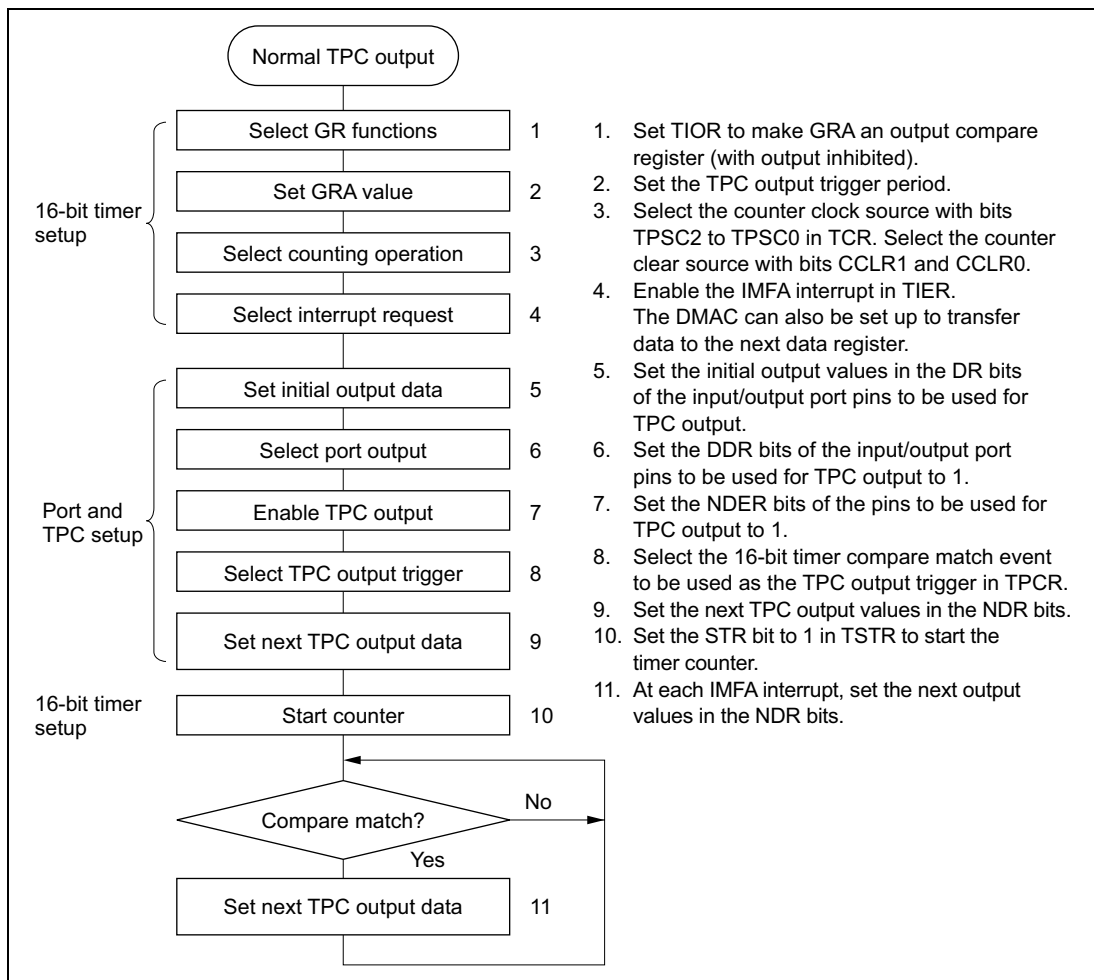 Normal TPC output
Select GR functions 1
Set GRA value 2
16-bit timer
setup
Select counting operation 3
Select interrupt request 4
Set initial output data 5
Select port output 6
Port and
TPC setup
Enable TPC output 7
Select TPC output trigger 8
Set next TPC output data 9
16-bit timer
setup
Start counter 10
Compare match?
No
Yes
Set next TPC output data 11
1. Set TIOR to make GRA an output compare
register (with output inhibited).
2. Set the TPC output trigger period.
3. Select the counter clock source with bits
TPSC2 to TPSC0 in TCR. Select the counter
clear source with bits CCLR1 and CCLR0.
4. Enable the IMFA interrupt in TIER.
The DMAC can also be set up to transfer
data to the next data register.
5. Set the initial output values in the DR bits
of the input/output port pins to be used for
TPC output.
6. Set the DDR bits of the input/output port
pins to be used for TPC output to 1.
7. Set the NDER bits of the pins to be used for
TPC output to 1.
8. Select the 16-bit timer compare match event
to be used as the TPC output trigger in TPCR.
9. Set the next TPC output values in the NDR bits.
10. Set the STR bit to 1 in TSTR to start the
timer counter.
11. At each IMFA interrupt, set the next output
values in the NDR bits.